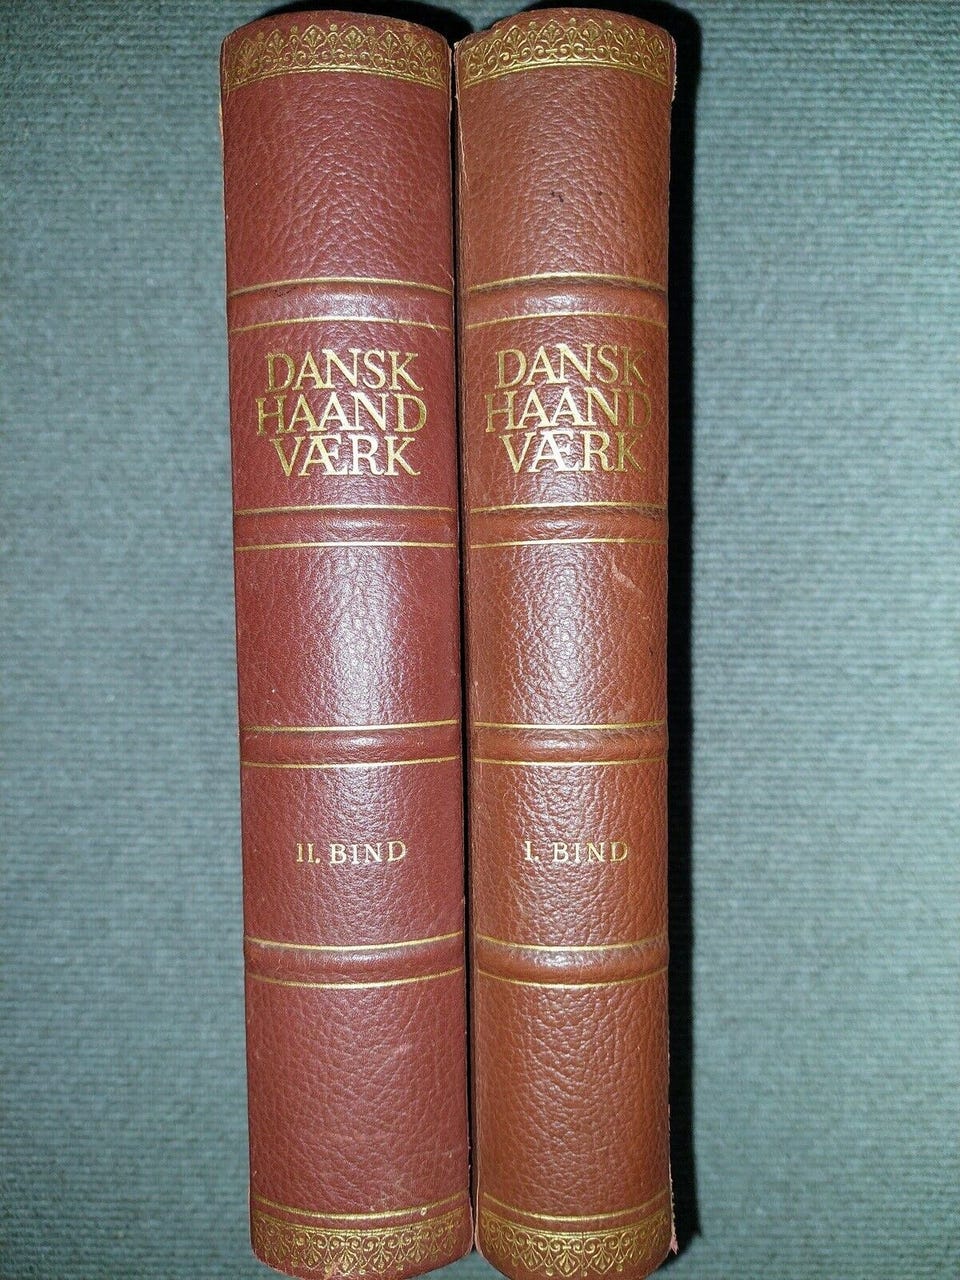 DANSK
HAAND
VÆRK
II. BIND
DANSK
HAAND
VÆRK
I. BIND